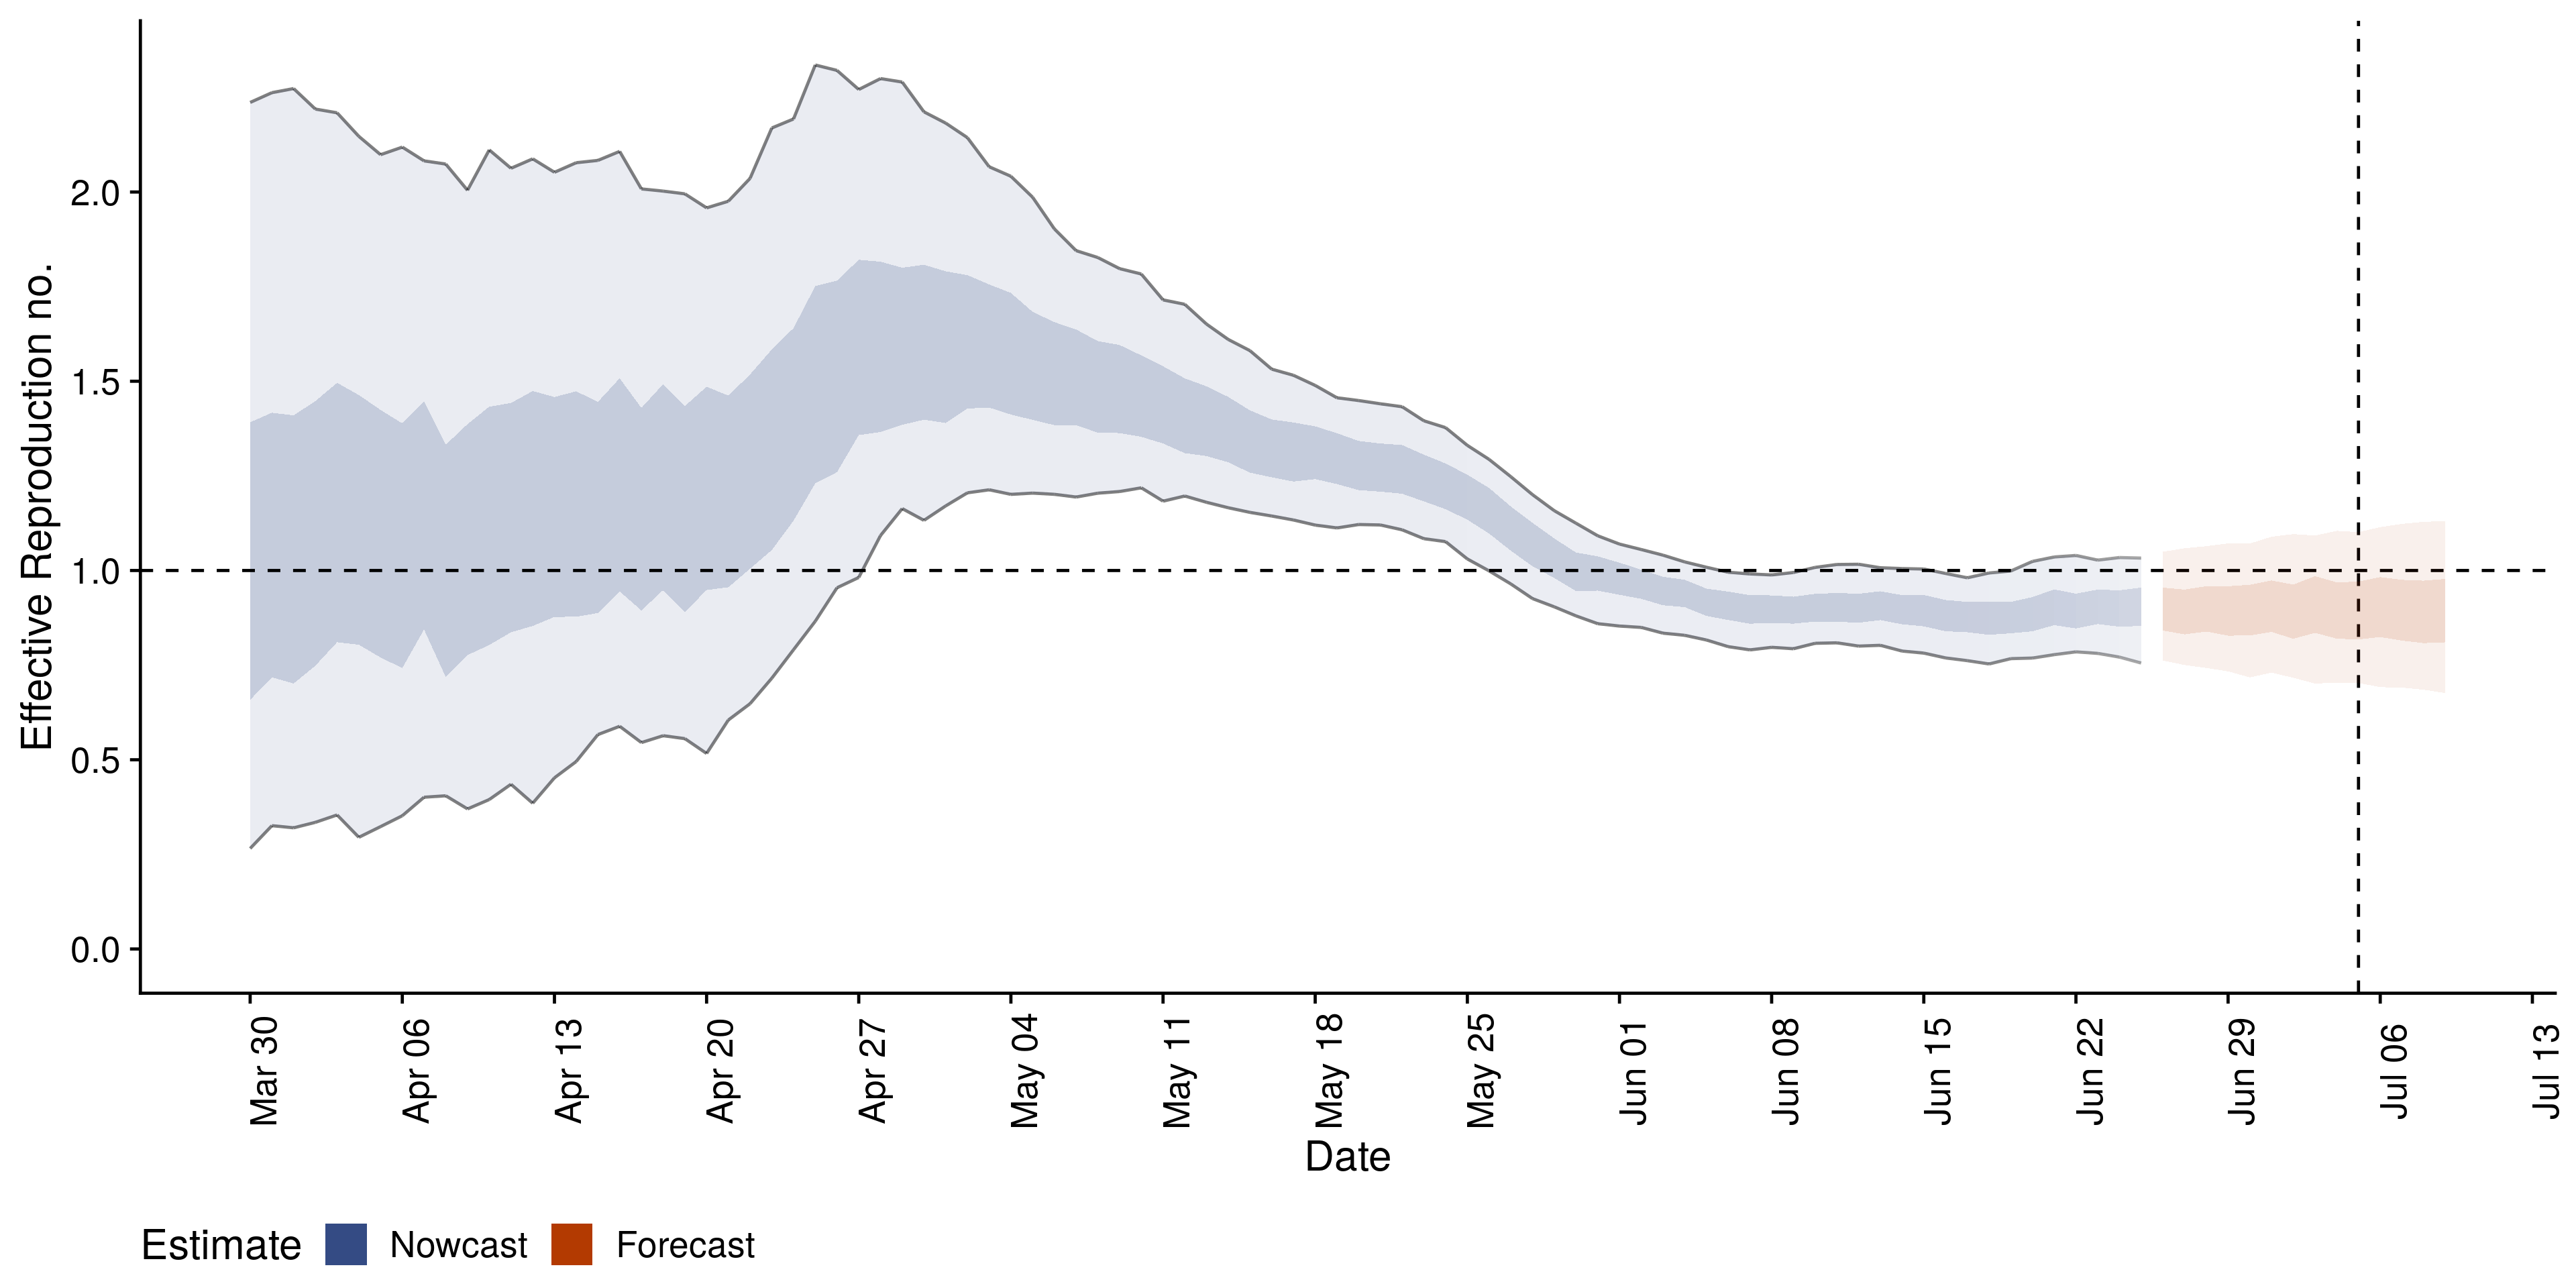 Effective Reproduction no.
2.0
1.5
1.0
0.5
0.0
Mar 30
Apr 06
Apr 13
Apr 20
Apr 27
May 04
May 11
May 18
May 25
Jun 01
Jun 08
Jun 15
Jun 22
Jun 29
Jul 06
Jul 13
Date
Estimate Nowcast Forecast